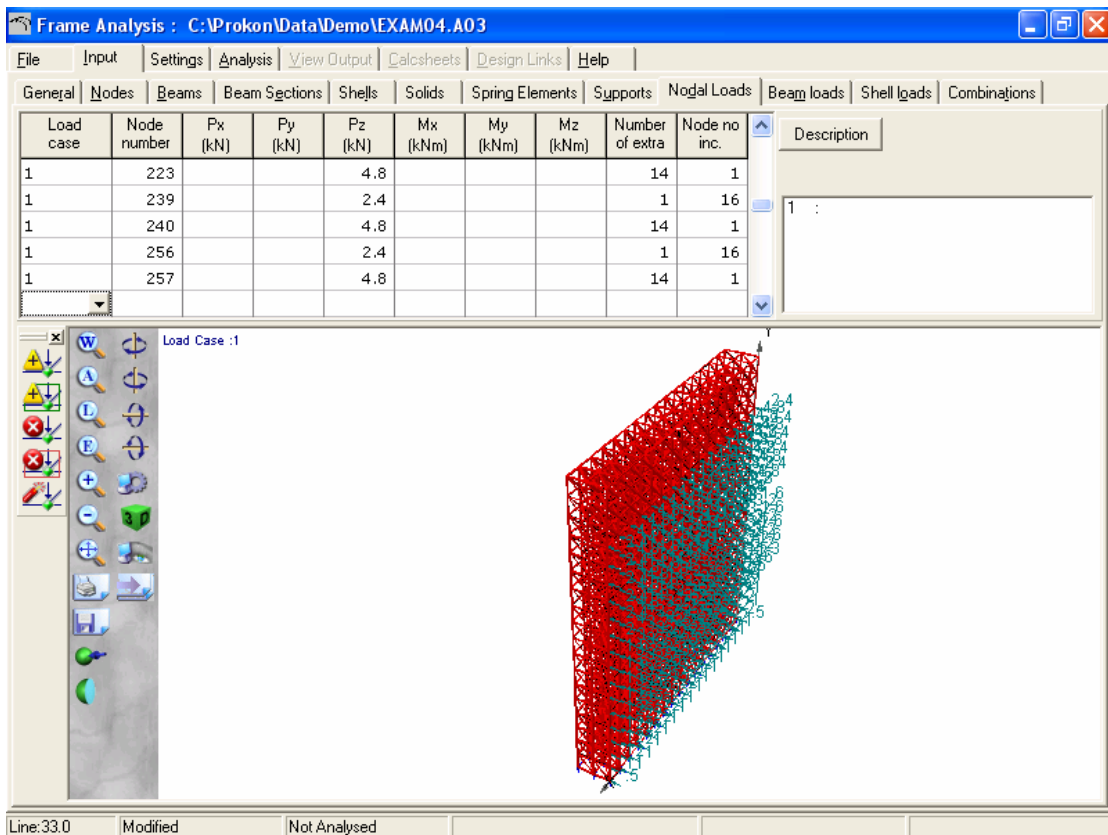 Frame Analysis : C:\Prokon\Data\Demo\EXAM04.A03
File Input Settings Analysis View Output Calcsheets Design Links Help
General Nodes Beams Beam Sections Shells Solids Spring Elements Supports Nodal Loads Beam loads Shell loads Combinations
Load case Node number Px (kN) Py (kN) Pz (kN) Mx (kNm) My (kNm) Mz (kNm) Number of extra Node no inc.
Description
1 223 4.8 14 1
1 239 2.4 1 16
1 240 4.8 14 1
1 256 2.4 1 16
1 257 4.8 14 1
1 :
W
A
L
E
3D
Load Case :1
Y
2.4
.5
.5
Line:33.0 Modified Not Analysed